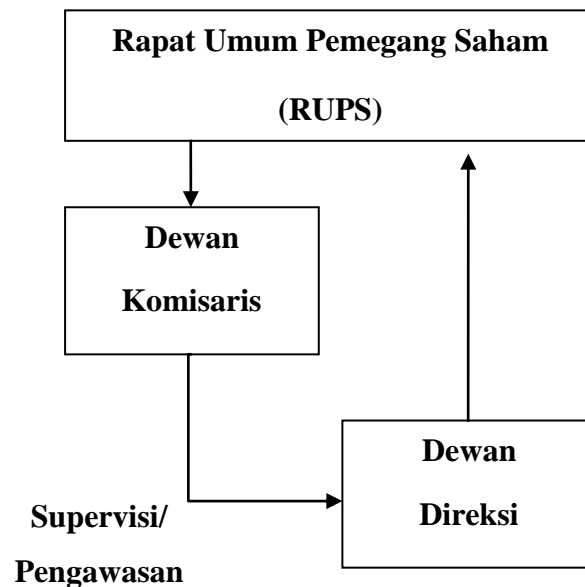 Rapat Umum Pemegang Saham
(RUPS)
Dewan
Komisaris
Dewan
Direksi
Supervisi/
Pengawasan